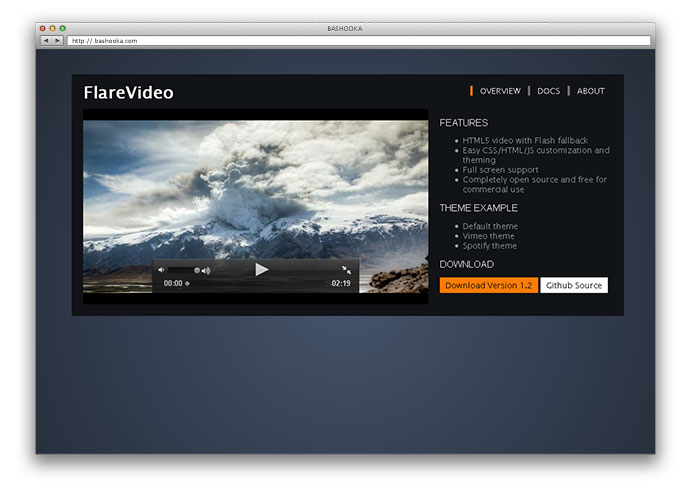 BASHOOKA
http://.bashooka.com
FlareVideo
OVERVIEW
DOCS
ABOUT
FEATURES
HTML5 video with Flash fallback
Easy CSS/HTML/JS customization and
theming
Full screen support
Completely open source and free for
commercial use
THEME EXAMPLE
Default theme
Vimeo theme
Spotify theme
DOWNLOAD
Download Version 1.2
Github Source
00:00
-02:19